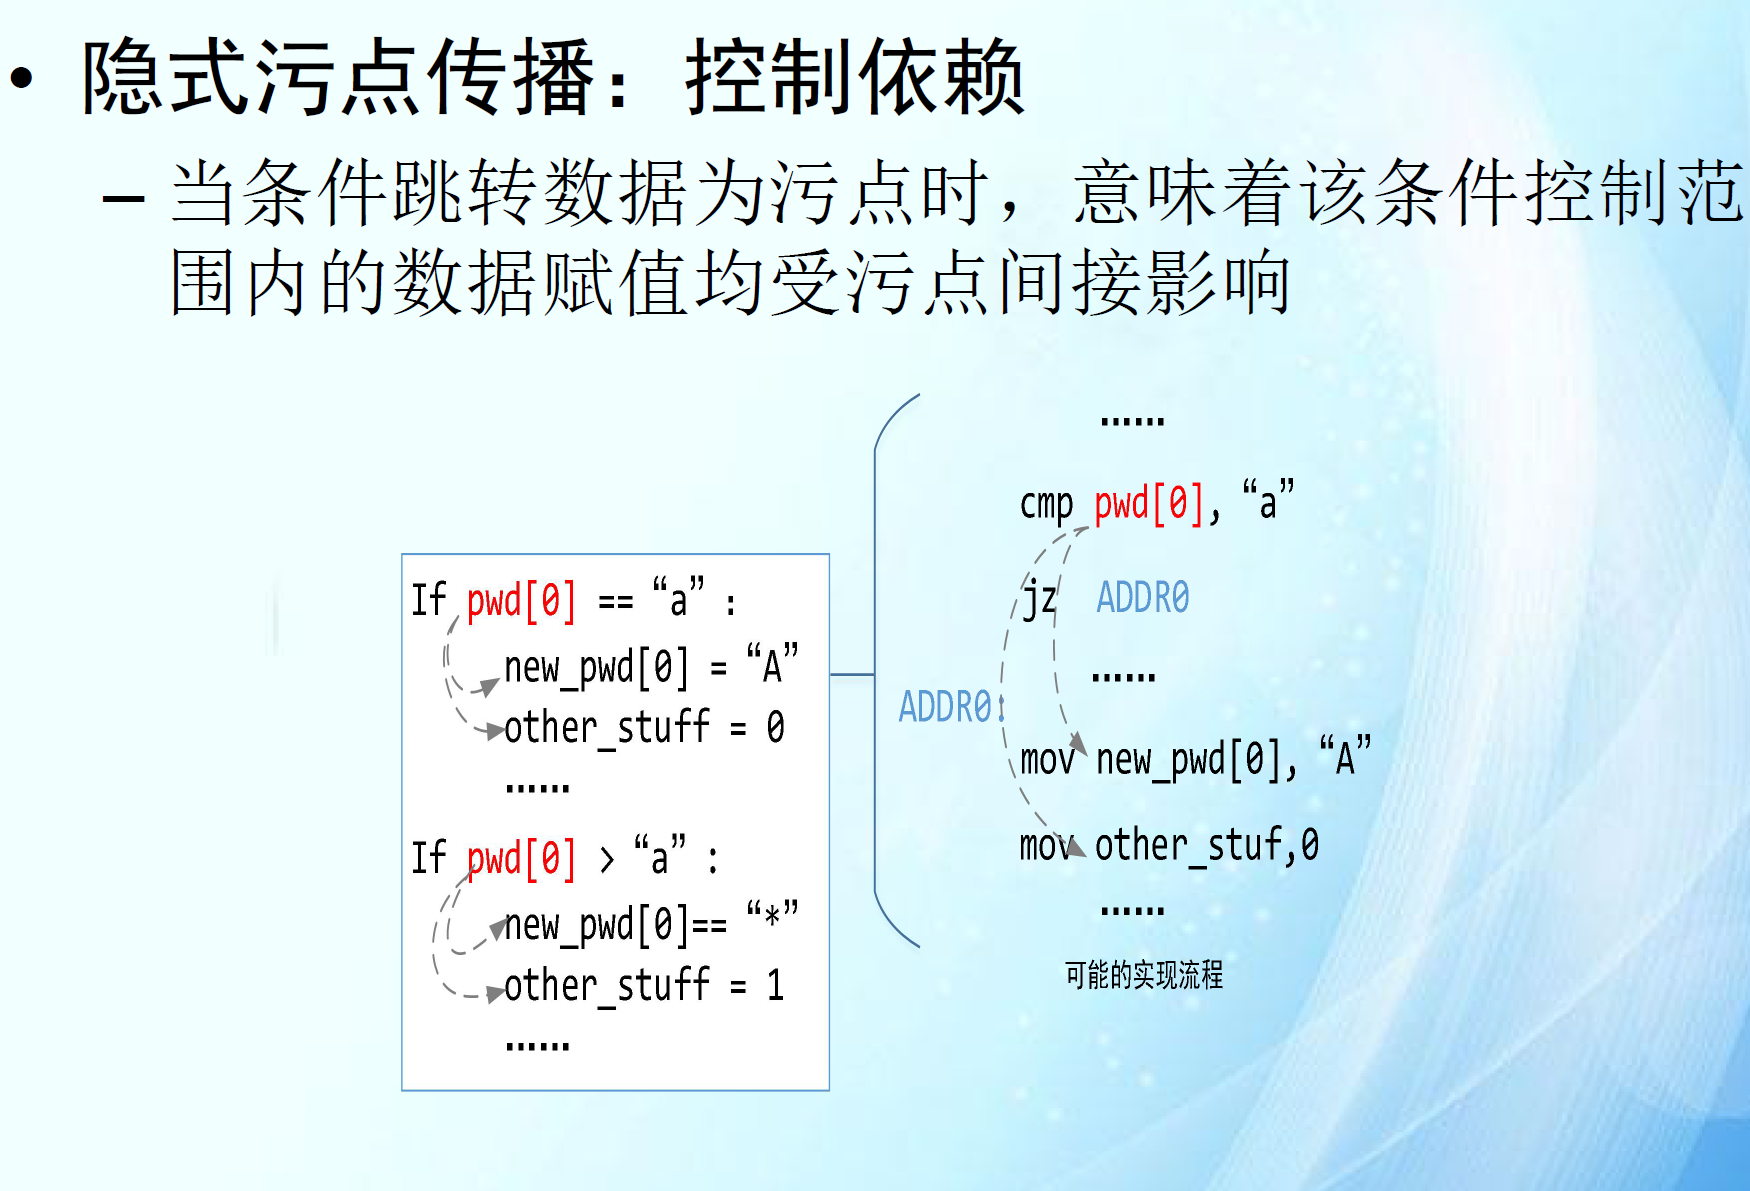 • 隐式污点传播：控制依赖
– 当条件跳转数据为污点时，意味着该条件控制范
围内的数据赋值均受污点间接影响
If pwd[0] == “a” :
new_pwd[0] = “A”
other_stuff = 0
……
If pwd[0] > “a” :
new_pwd[0]== “*”
other_stuff = 1
……
……
cmp pwd[0], “a”
jz ADDR0
……
ADDR0:
mov new_pwd[0], “A”
mov other_stuf,0
……
可能的实现流程